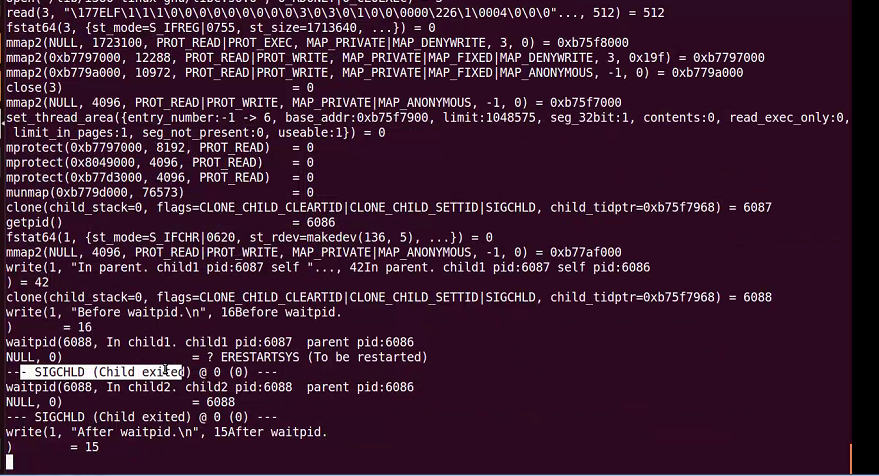 read(3, "\177ELF\1\1\1\0\0\0\0\0\0\0\0\0\3\0\3\0\1\0\0\0000\226\1\0004\0\0\0"..., 512) = 512
fstat64(3, {st_mode=S_IFREG|0755, st_size=1713640, ...}) = 0
mmap2(NULL, 1723100, PROT_READ|PROT_EXEC, MAP_PRIVATE|MAP_DENYWRITE, 3, 0) = 0xb75f8000
mmap2(0xb7797000, 12288, PROT_READ|PROT_WRITE, MAP_PRIVATE|MAP_FIXED|MAP_DENYWRITE, 3, 0x19f) = 0xb7797000
mmap2(0xb779a000, 10972, PROT_READ|PROT_WRITE, MAP_PRIVATE|MAP_FIXED|MAP_ANONYMOUS, -1, 0) = 0xb779a000
close(3) = 0
mmap2(NULL, 4096, PROT_READ|PROT_WRITE, MAP_PRIVATE|MAP_ANONYMOUS, -1, 0) = 0xb75f7000
set_thread_area({entry_number:-1 -> 6, base_addr:0xb75f7900, limit:1048575, seg_32bit:1, contents:0, read_exec_only:0,
limit_in_pages:1, seg_not_present:0, useable:1}) = 0
mprotect(0xb7797000, 8192, PROT_READ) = 0
mprotect(0x8049000, 4096, PROT_READ) = 0
mprotect(0xb77d3000, 4096, PROT_READ) = 0
munmap(0xb779d000, 76573) = 0
clone(child_stack=0, flags=CLONE_CHILD_CLEARTID|CLONE_CHILD_SETTID|SIGCHLD, child_tidptr=0xb75f7968) = 6087
getpid() = 6086
fstat64(1, {st_mode=S_IFCHR|0620, st_rdev=makedev(136, 5), ...}) = 0
mmap2(NULL, 4096, PROT_READ|PROT_WRITE, MAP_PRIVATE|MAP_ANONYMOUS, -1, 0) = 0xb77af000
write(1, "In parent. child1 pid:6087 self "..., 42In parent. child1 pid:6087 self pid:6086
) = 42
clone(child_stack=0, flags=CLONE_CHILD_CLEARTID|CLONE_CHILD_SETTID|SIGCHLD, child_tidptr=0xb75f7968) = 6088
write(1, "Before waitpid.\n", 16Before waitpid.
) = 16
waitpid(6088, In child1. child1 pid:6087 parent pid:6086
NULL, 0) = ? ERESTARTSYS (To be restarted)
--- SIGCHLD (Child exited) @ 0 (0) ---
waitpid(6088, In child2. child2 pid:6088 parent pid:6086
NULL, 0) = 6088
--- SIGCHLD (Child exited) @ 0 (0) ---
write(1, "After waitpid.\n", 15After waitpid.
) = 15